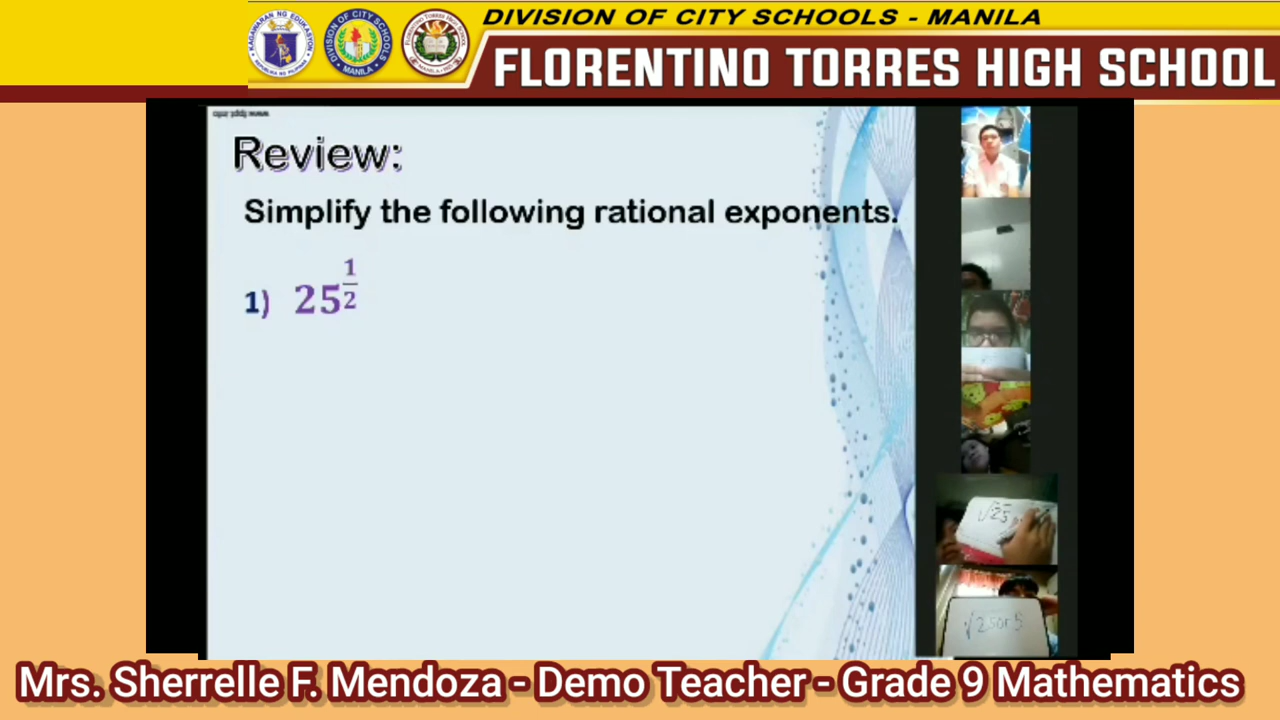 DIVISION OF CITY SCHOOLS - MANILA
FLORENTINO TORRES HIGH SCHOOL
Review:
Simplify the following rational exponents.
1) 25^{1/2}
√25
√25 or 5
Mrs. Sherrelle F. Mendoza - Demo Teacher - Grade 9 Mathematics